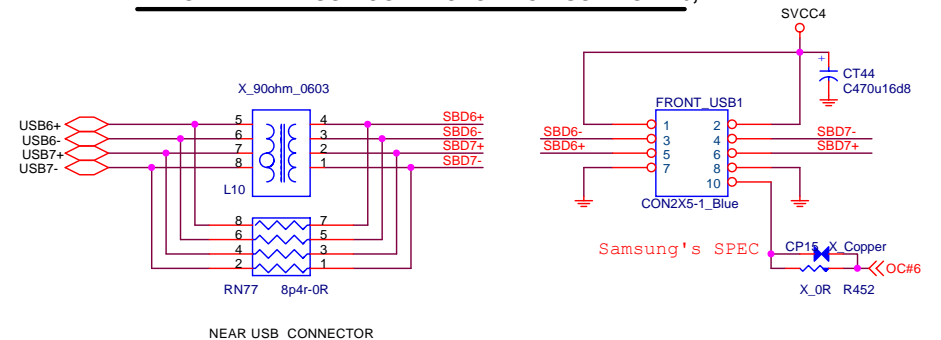 SVCC4
CT44
C470u16d8
X_90ohm_0603
FRONT_USB1
USB6+
USB6-
USB7+
USB7-
5 4
6 3
7 2
8 1
SBD6+
SBD6-
SBD7+
SBD7-
L10
SBD6-
SBD6+
1 2
3 4
5 6
7 8
10
SBD7-
SBD7+
CON2X5-1_Blue
8 7
6 5
4 3
2 1
RN77 8p4r-0R
Samsung's SPEC
CP15 X_Copper
OC#6
X_0R R452
NEAR USB CONNECTOR